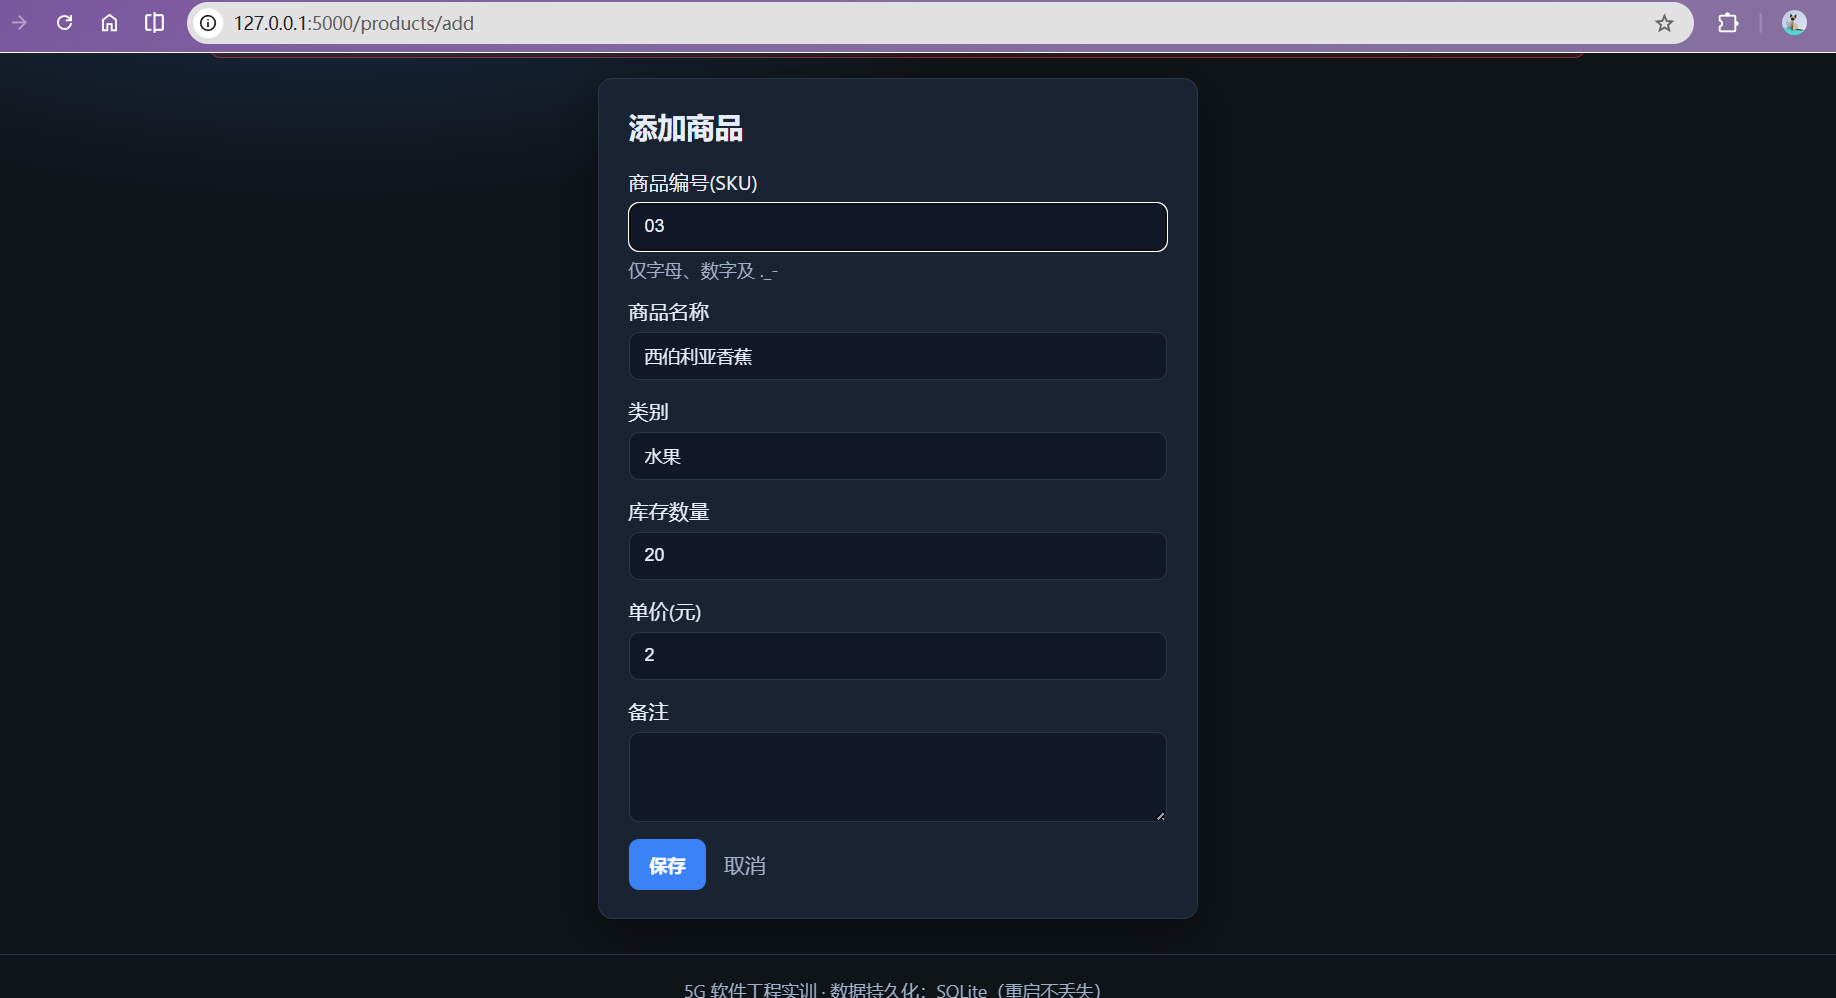 127.0.0.1:5000/products/add
添加商品
商品编号(SKU)
03
仅字母、数字及 ._-
商品名称
西伯利亚香蕉
类别
水果
库存数量
20
单价(元)
2
备注
保存 取消
5G 软件工程实训 · 数据持久化：SQLite（重启不丢失）